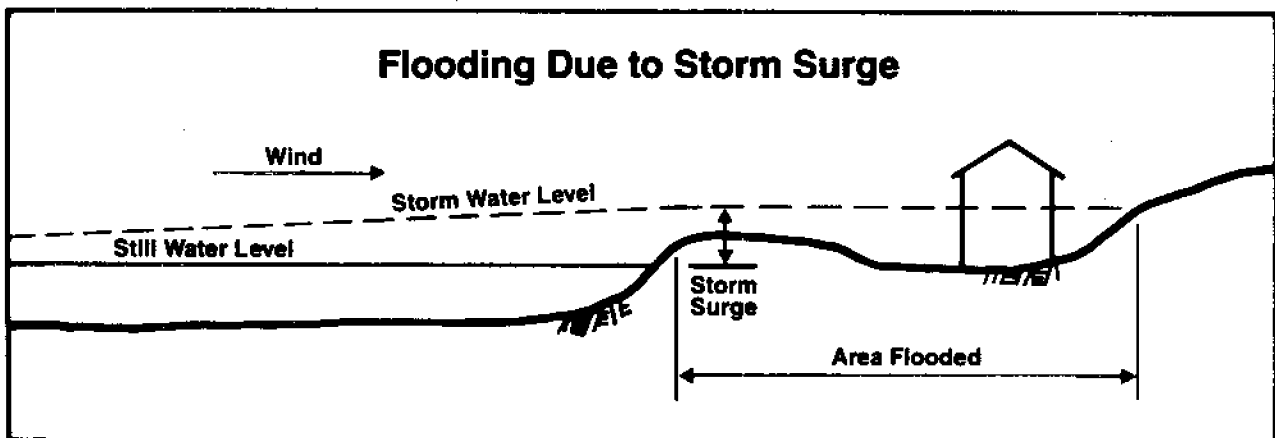 Flooding Due to Storm Surge
Wind
Storm Water Level
Still Water Level
Storm
Surge
Area Flooded